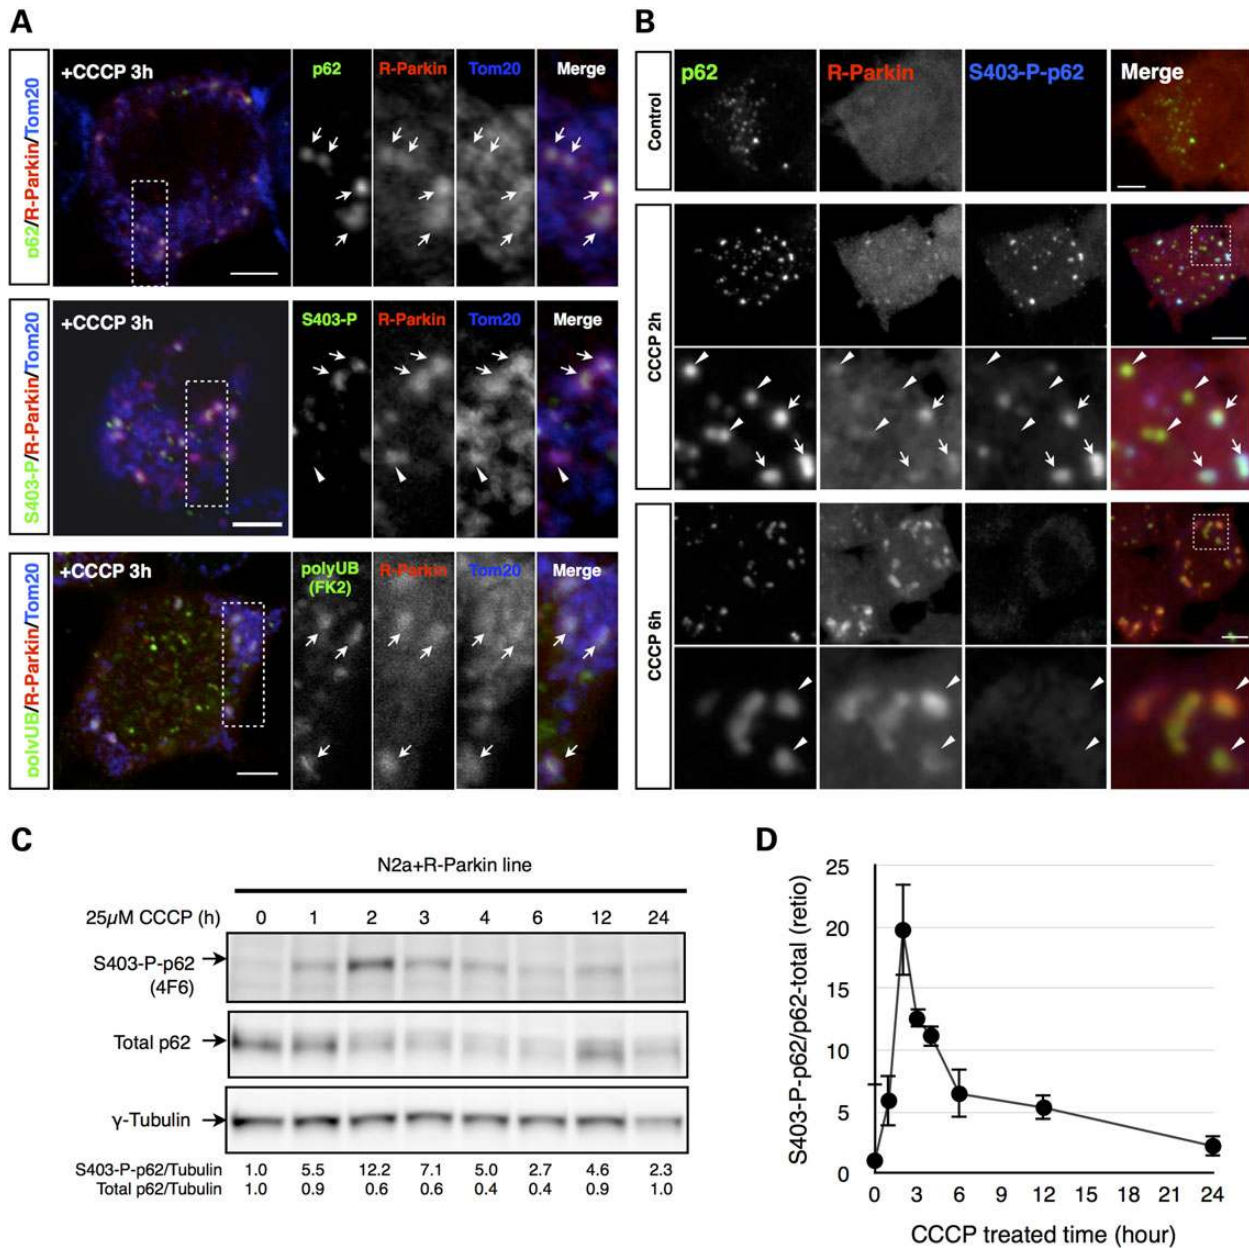 A
p62/R-Parkin/Tom20
+CCCP 3h
p62
R-Parkin
Tom20
Merge
S403-P/R-Parkin/Tom20
+CCCP 3h
S403-P
R-Parkin
Tom20
Merge
polyUB/R-Parkin/Tom20
+CCCP 3h
polyUB
(FK2)
R-Parkin
Tom20
Merge
B
p62
R-Parkin
S403-P-p62
Merge
Control
CCCP 2h
CCCP 6h
C
N2a+R-Parkin line
25µM CCCP (h) 0 1 2 3 4 6 12 24
S403-P-p62
(4F6)
Total p62
γ-Tubulin
S403-P-p62/Tubulin 1.0 5.5 12.2 7.1 5.0 2.7 4.6 2.3
Total p62/Tubulin 1.0 0.9 0.6 0.6 0.4 0.4 0.9 1.0
D
S403-P-p62/p62-total (retio)
25
20
15
10
5
0
0 3 6 9 12 15 18 21 24
CCCP treated time (hour)